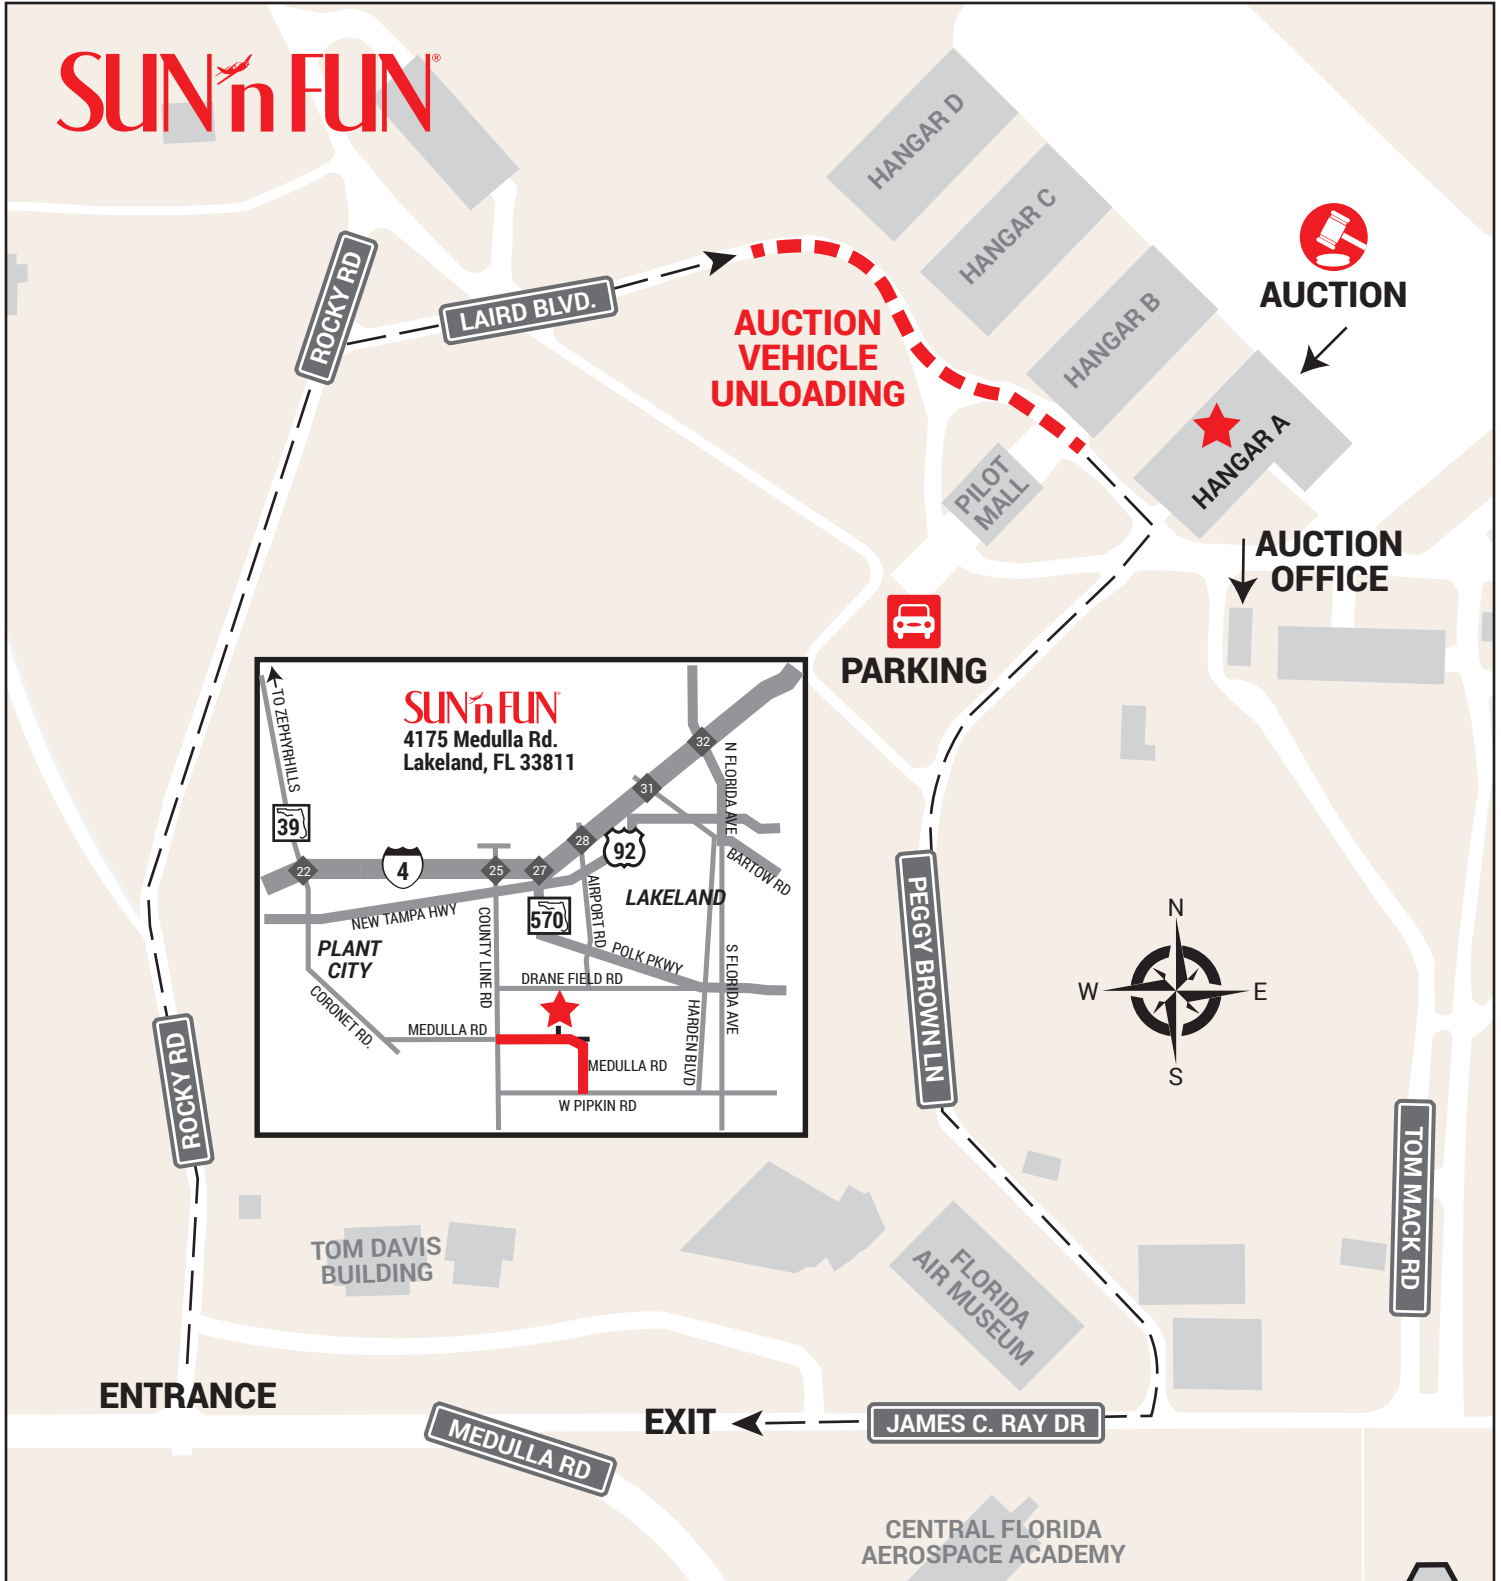 SUN'n FUN®
HANGAR D
HANGAR C
HANGAR B
HANGAR A
AUCTION
ROCKY RD
LAIRD BLVD.
AUCTION
VEHICLE
UNLOADING
PILOT
MALL
AUCTION
OFFICE
PARKING
TO ZEPHYRHILLS
SUN'n FUN
4175 Medulla Rd.
Lakeland, FL 33811
32
N FLORIDA AVE
31
39
28
92
22
4
25
27
BARTOW RD
AIRPORT RD
LAKELAND
NEW TAMPA HWY
570
COUNTY LINE RD
PLANT
CITY
POLK PKWY
S FLORIDA AVE
DRANE FIELD RD
CORONET RD.
HARDEN BLVD
MEDULLA RD
MEDULLA RD
W PIPKIN RD
PEGGY BROWN LN
N
W
E
S
ROCKY RD
TOM MACK RD
TOM DAVIS
BUILDING
FLORIDA
AIR MUSEUM
ENTRANCE
EXIT
JAMES C. RAY DR
MEDULLA RD
CENTRAL FLORIDA
AEROSPACE ACADEMY